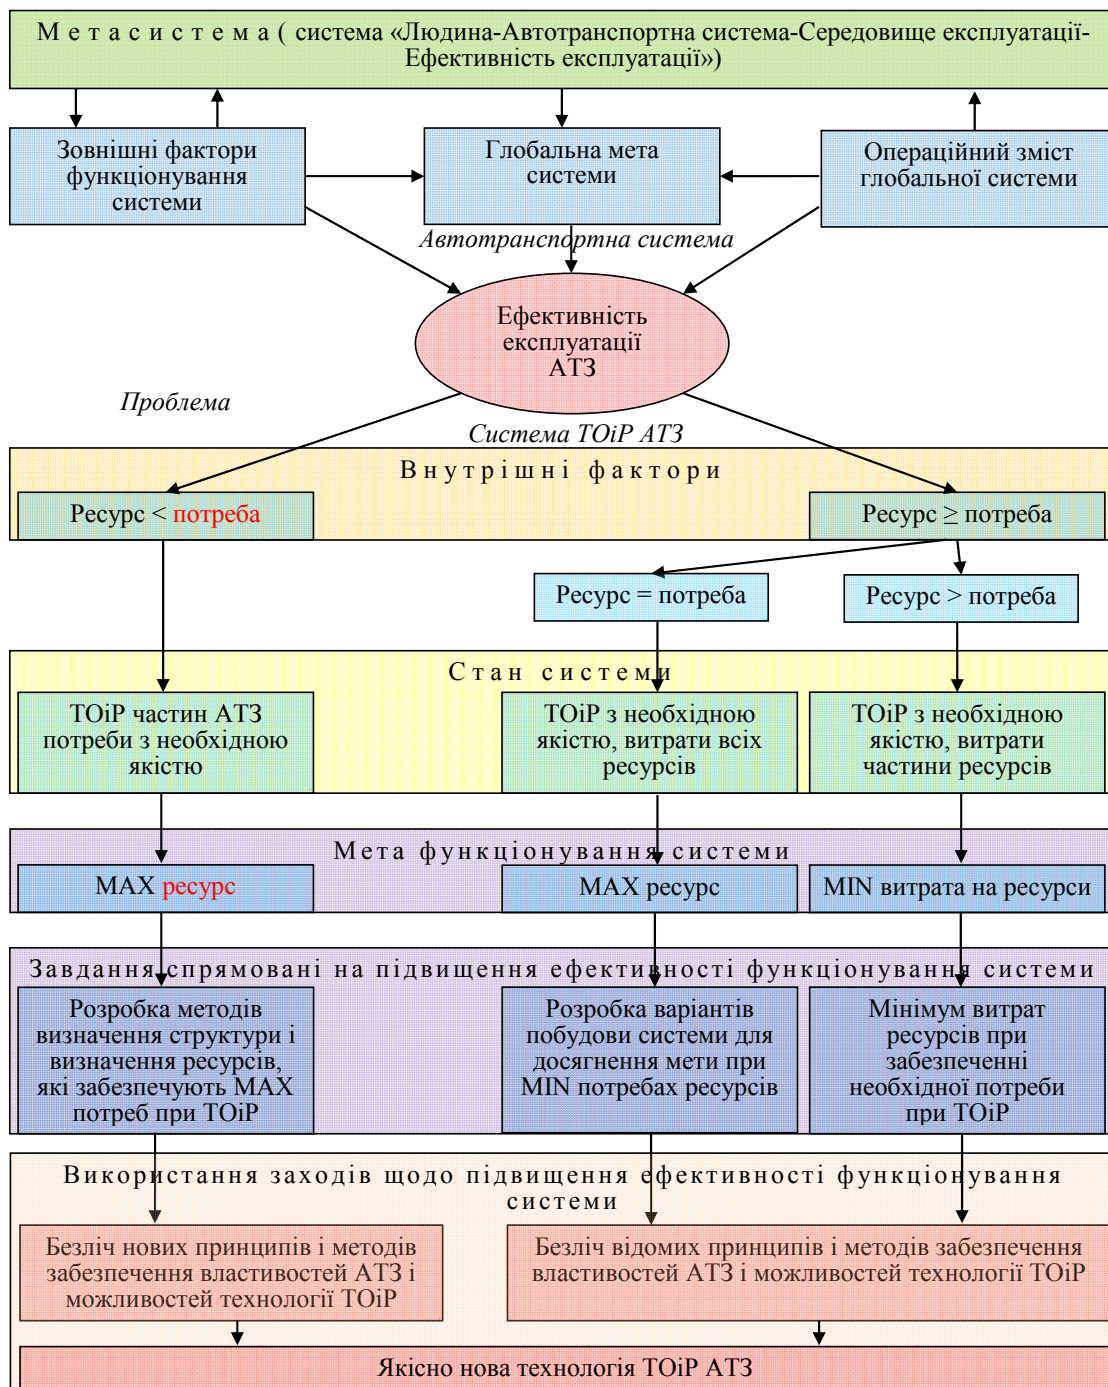 М е т а с и с т е м а ( система «Людина-Автотранспортна система-Середовище експлуатації-
Ефективність експлуатації»)
Зовнішні фактори
функціонування
системи
Глобальна мета
системи
Операційний зміст
глобальної системи
Автотранспортна система
Ефективність
експлуатації
АТЗ
Проблема
Система ТОіР АТЗ
Внутрішні фактори
Ресурс < потреба
Ресурс ≥ потреба
Ресурс = потреба
Ресурс > потреба
Стан системи
ТОіР частин АТЗ
потреби з необхідною
якістю
ТОіР з необхідною
якістю, витрати всіх
ресурсів
ТОіР з необхідною
якістю, витрати
частини ресурсів
Мета функціонування системи
МАХ ресурс
МАХ ресурс
MIN витрата на ресурси
Завдання спрямовані на підвищення ефективності функціонування системи
Розробка методів
визначення структури і
визначення ресурсів,
які забезпечують МАХ
потреб при ТОіР
Розробка варіантів
побудови системи для
досягнення мети при
MIN потребах ресурсів
Мінімум витрат
ресурсів при
забезпеченні
необхідної потреби
при ТОіР
Використання заходів щодо підвищення ефективності функціонування
системи
Безліч нових принципів і методів
забезпечення властивостей АТЗ і
можливостей технології ТОіР
Безліч відомих принципів і методів забезпечення
властивостей АТЗ і можливостей технології ТОіР
Якісно нова технологія ТОіР АТЗ